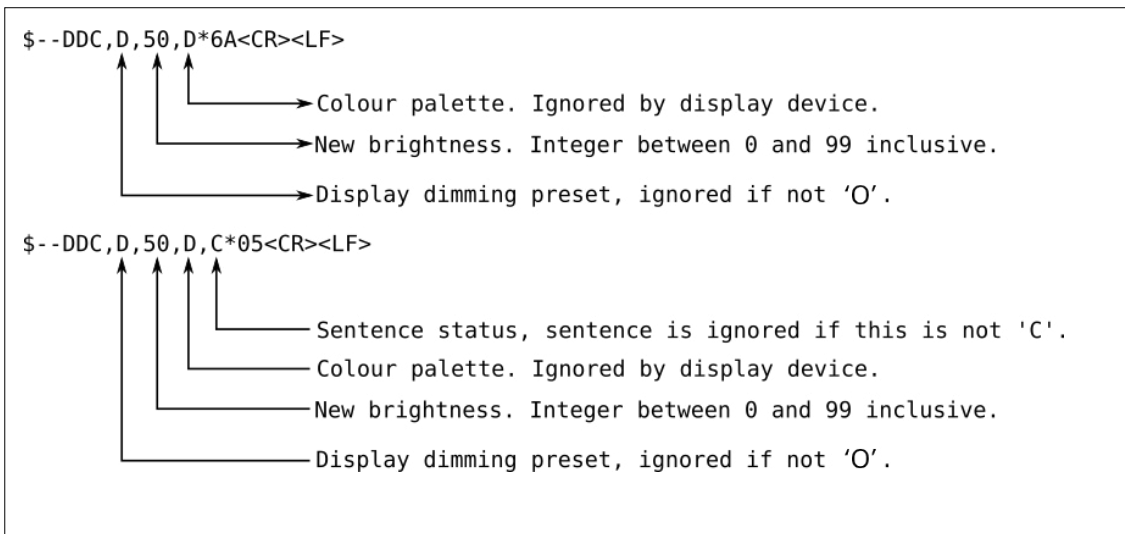 $--DDC,D,50,D*6A<CR><LF>
Colour palette. Ignored by display device.
New brightness. Integer between 0 and 99 inclusive.
Display dimming preset, ignored if not ‘O’.
$--DDC,D,50,D,C*05<CR><LF>
Sentence status, sentence is ignored if this is not 'C'.
Colour palette. Ignored by display device.
New brightness. Integer between 0 and 99 inclusive.
Display dimming preset, ignored if not ‘O’.